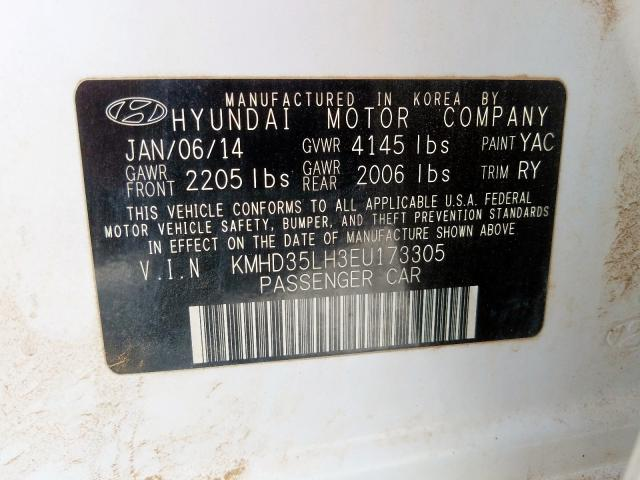 MANUFACTURED IN KOREA BY
HYUNDAI MOTOR COMPANY
JAN/06/14 GVWR 4145 lbs PAINT YAC
GAWR FRONT 2205 lbs GAWR REAR 2006 lbs TRIM RY
THIS VEHICLE CONFORMS TO ALL APPLICABLE U.S.A. FEDERAL
MOTOR VEHICLE SAFETY, BUMPER, AND THEFT PREVENTION STANDARDS
IN EFFECT ON THE DATE OF MANUFACTURE SHOWN ABOVE
V.I.N KMHD35LH3EU173305
PASSENGER CAR